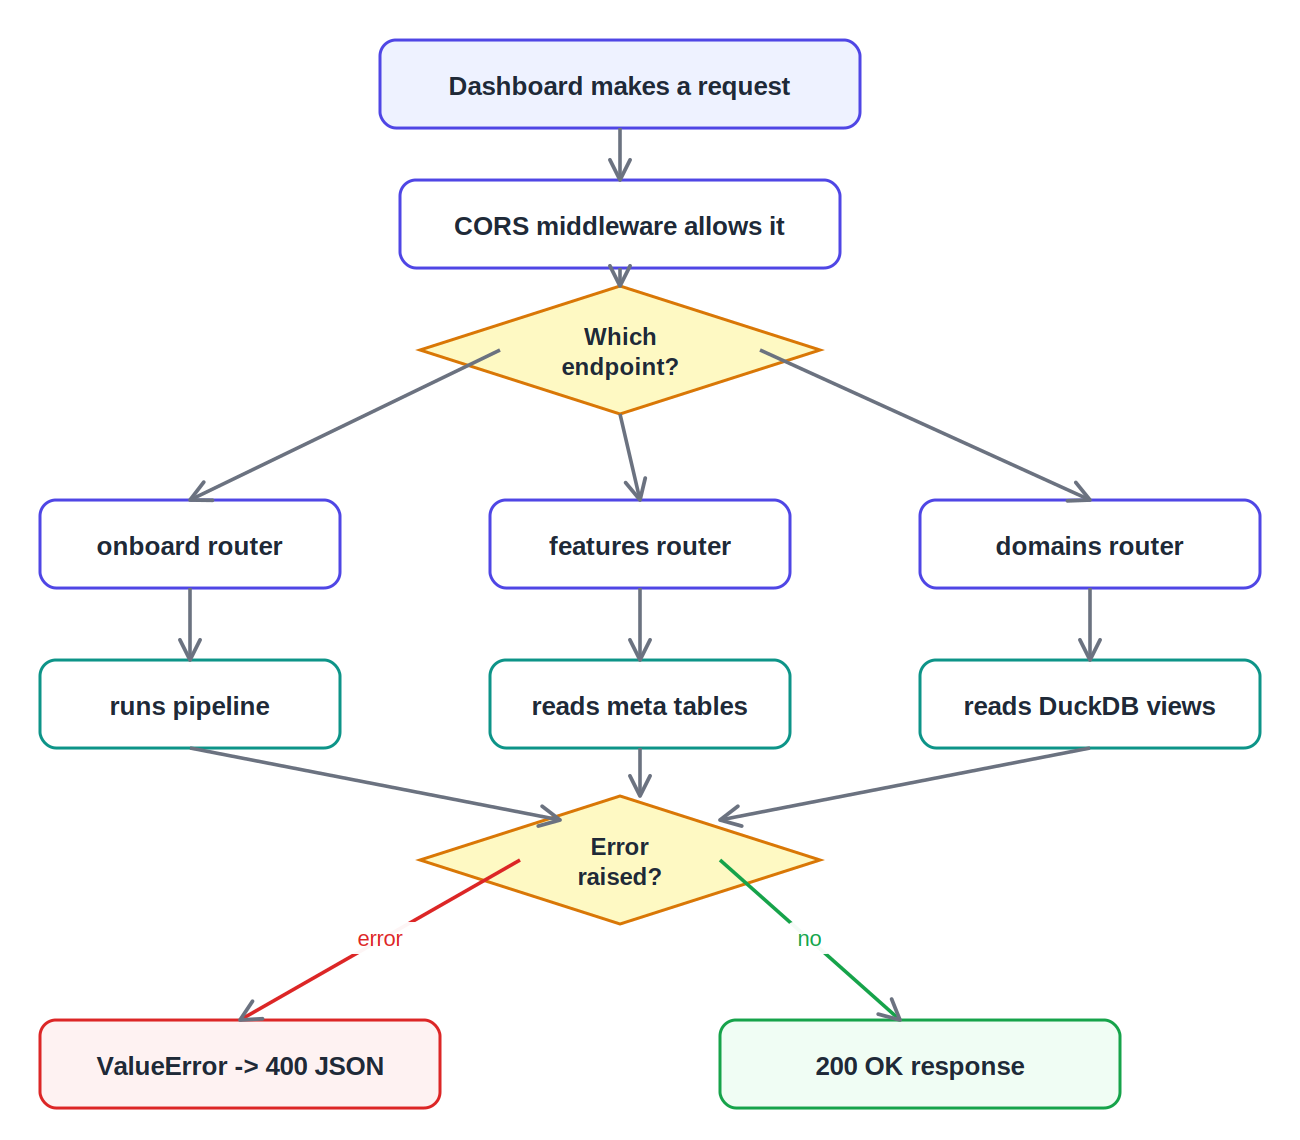 Dashboard makes a request
CORS middleware allows it
Which
endpoint?
onboard router
features router
domains router
runs pipeline
reads meta tables
reads DuckDB views
Error
raised?
error
no
ValueError -> 400 JSON
200 OK response